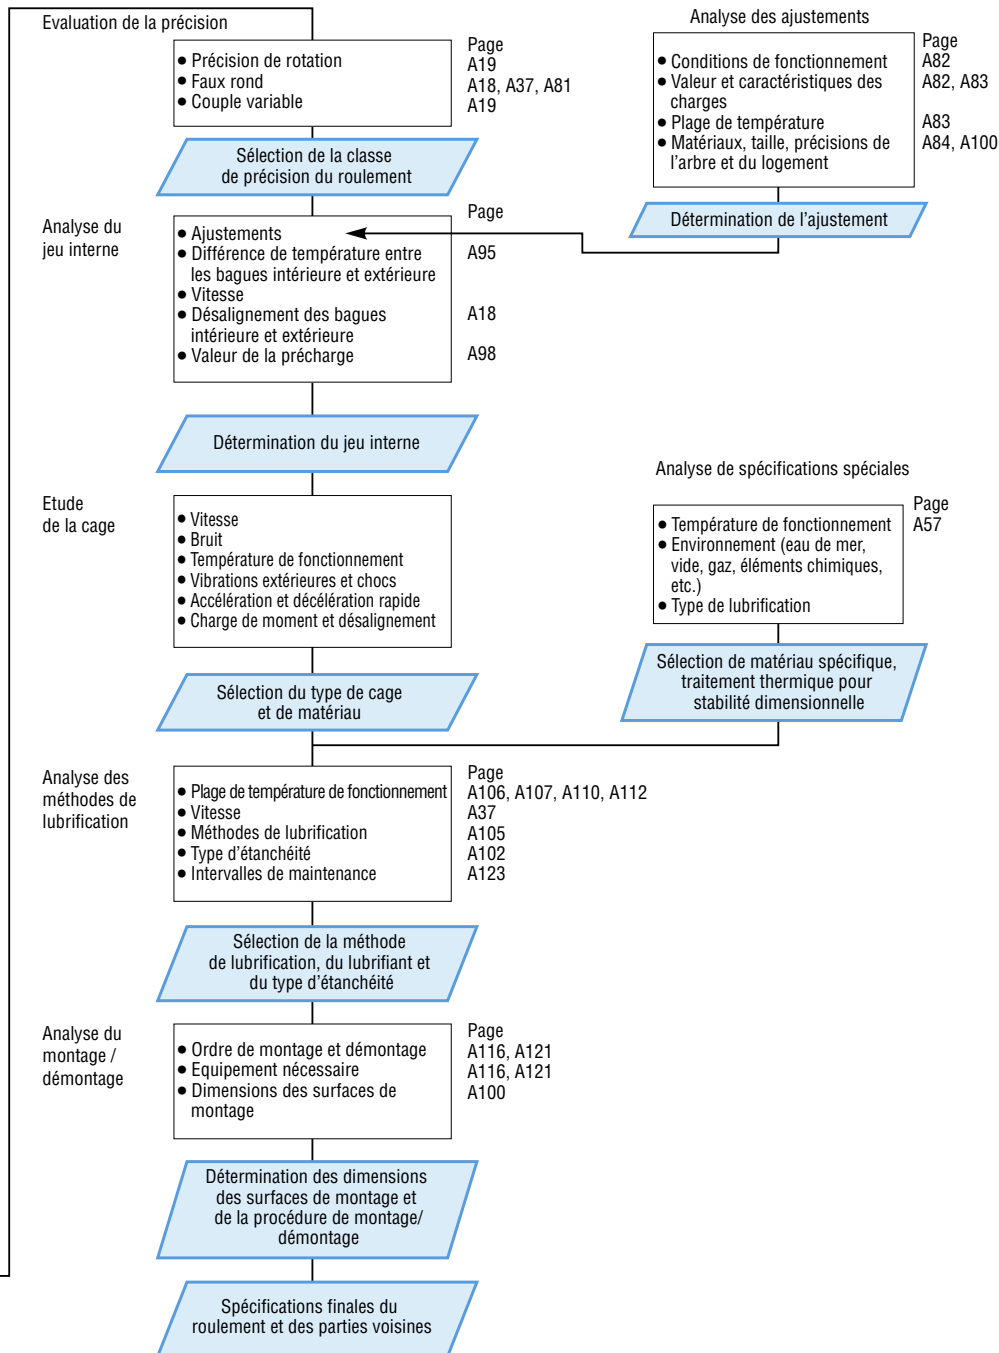 Evaluation de la précision
Page
● Précision de rotation A19
● Faux rond A18, A37, A81
● Couple variable A19
Sélection de la classe
de précision du roulement
Analyse des ajustements
Page
● Conditions de fonctionnement A82
● Valeur et caractéristiques des A82, A83
charges
● Plage de température A83
● Matériaux, taille, précisions de A84, A100
l’arbre et du logement
Détermination de l’ajustement
Analyse du
jeu interne
Page
● Ajustements
● Différence de température entre A95
les bagues intérieure et extérieure
● Vitesse
● Désalignement des bagues A18
intérieure et extérieure
● Valeur de la précharge A98
Détermination du jeu interne
Etude
de la cage
● Vitesse
● Bruit
● Température de fonctionnement
● Vibrations extérieures et chocs
● Accélération et décélération rapide
● Charge de moment et désalignement
Sélection du type de cage
et de matériau
Analyse de spécifications spéciales
Page
● Température de fonctionnement A57
● Environnement (eau de mer,
vide, gaz, éléments chimiques,
etc.)
● Type de lubrification
Sélection de matériau spécifique,
traitement thermique pour
stabilité dimensionnelle
Analyse des
méthodes de
lubrification
Page
● Plage de température de fonctionnement A106, A107, A110, A112
● Vitesse A37
● Méthodes de lubrification A105
● Type d’étanchéité A102
● Intervalles de maintenance A123
Sélection de la méthode
de lubrification, du lubrifiant et
du type d’étanchéité
Analyse du
montage /
démontage
Page
● Ordre de montage et démontage A116, A121
● Equipement nécessaire A116, A121
● Dimensions des surfaces de A100
montage
Détermination des dimensions
des surfaces de montage et
de la procédure de montage/
démontage
Spécifications finales du
roulement et des parties voisines